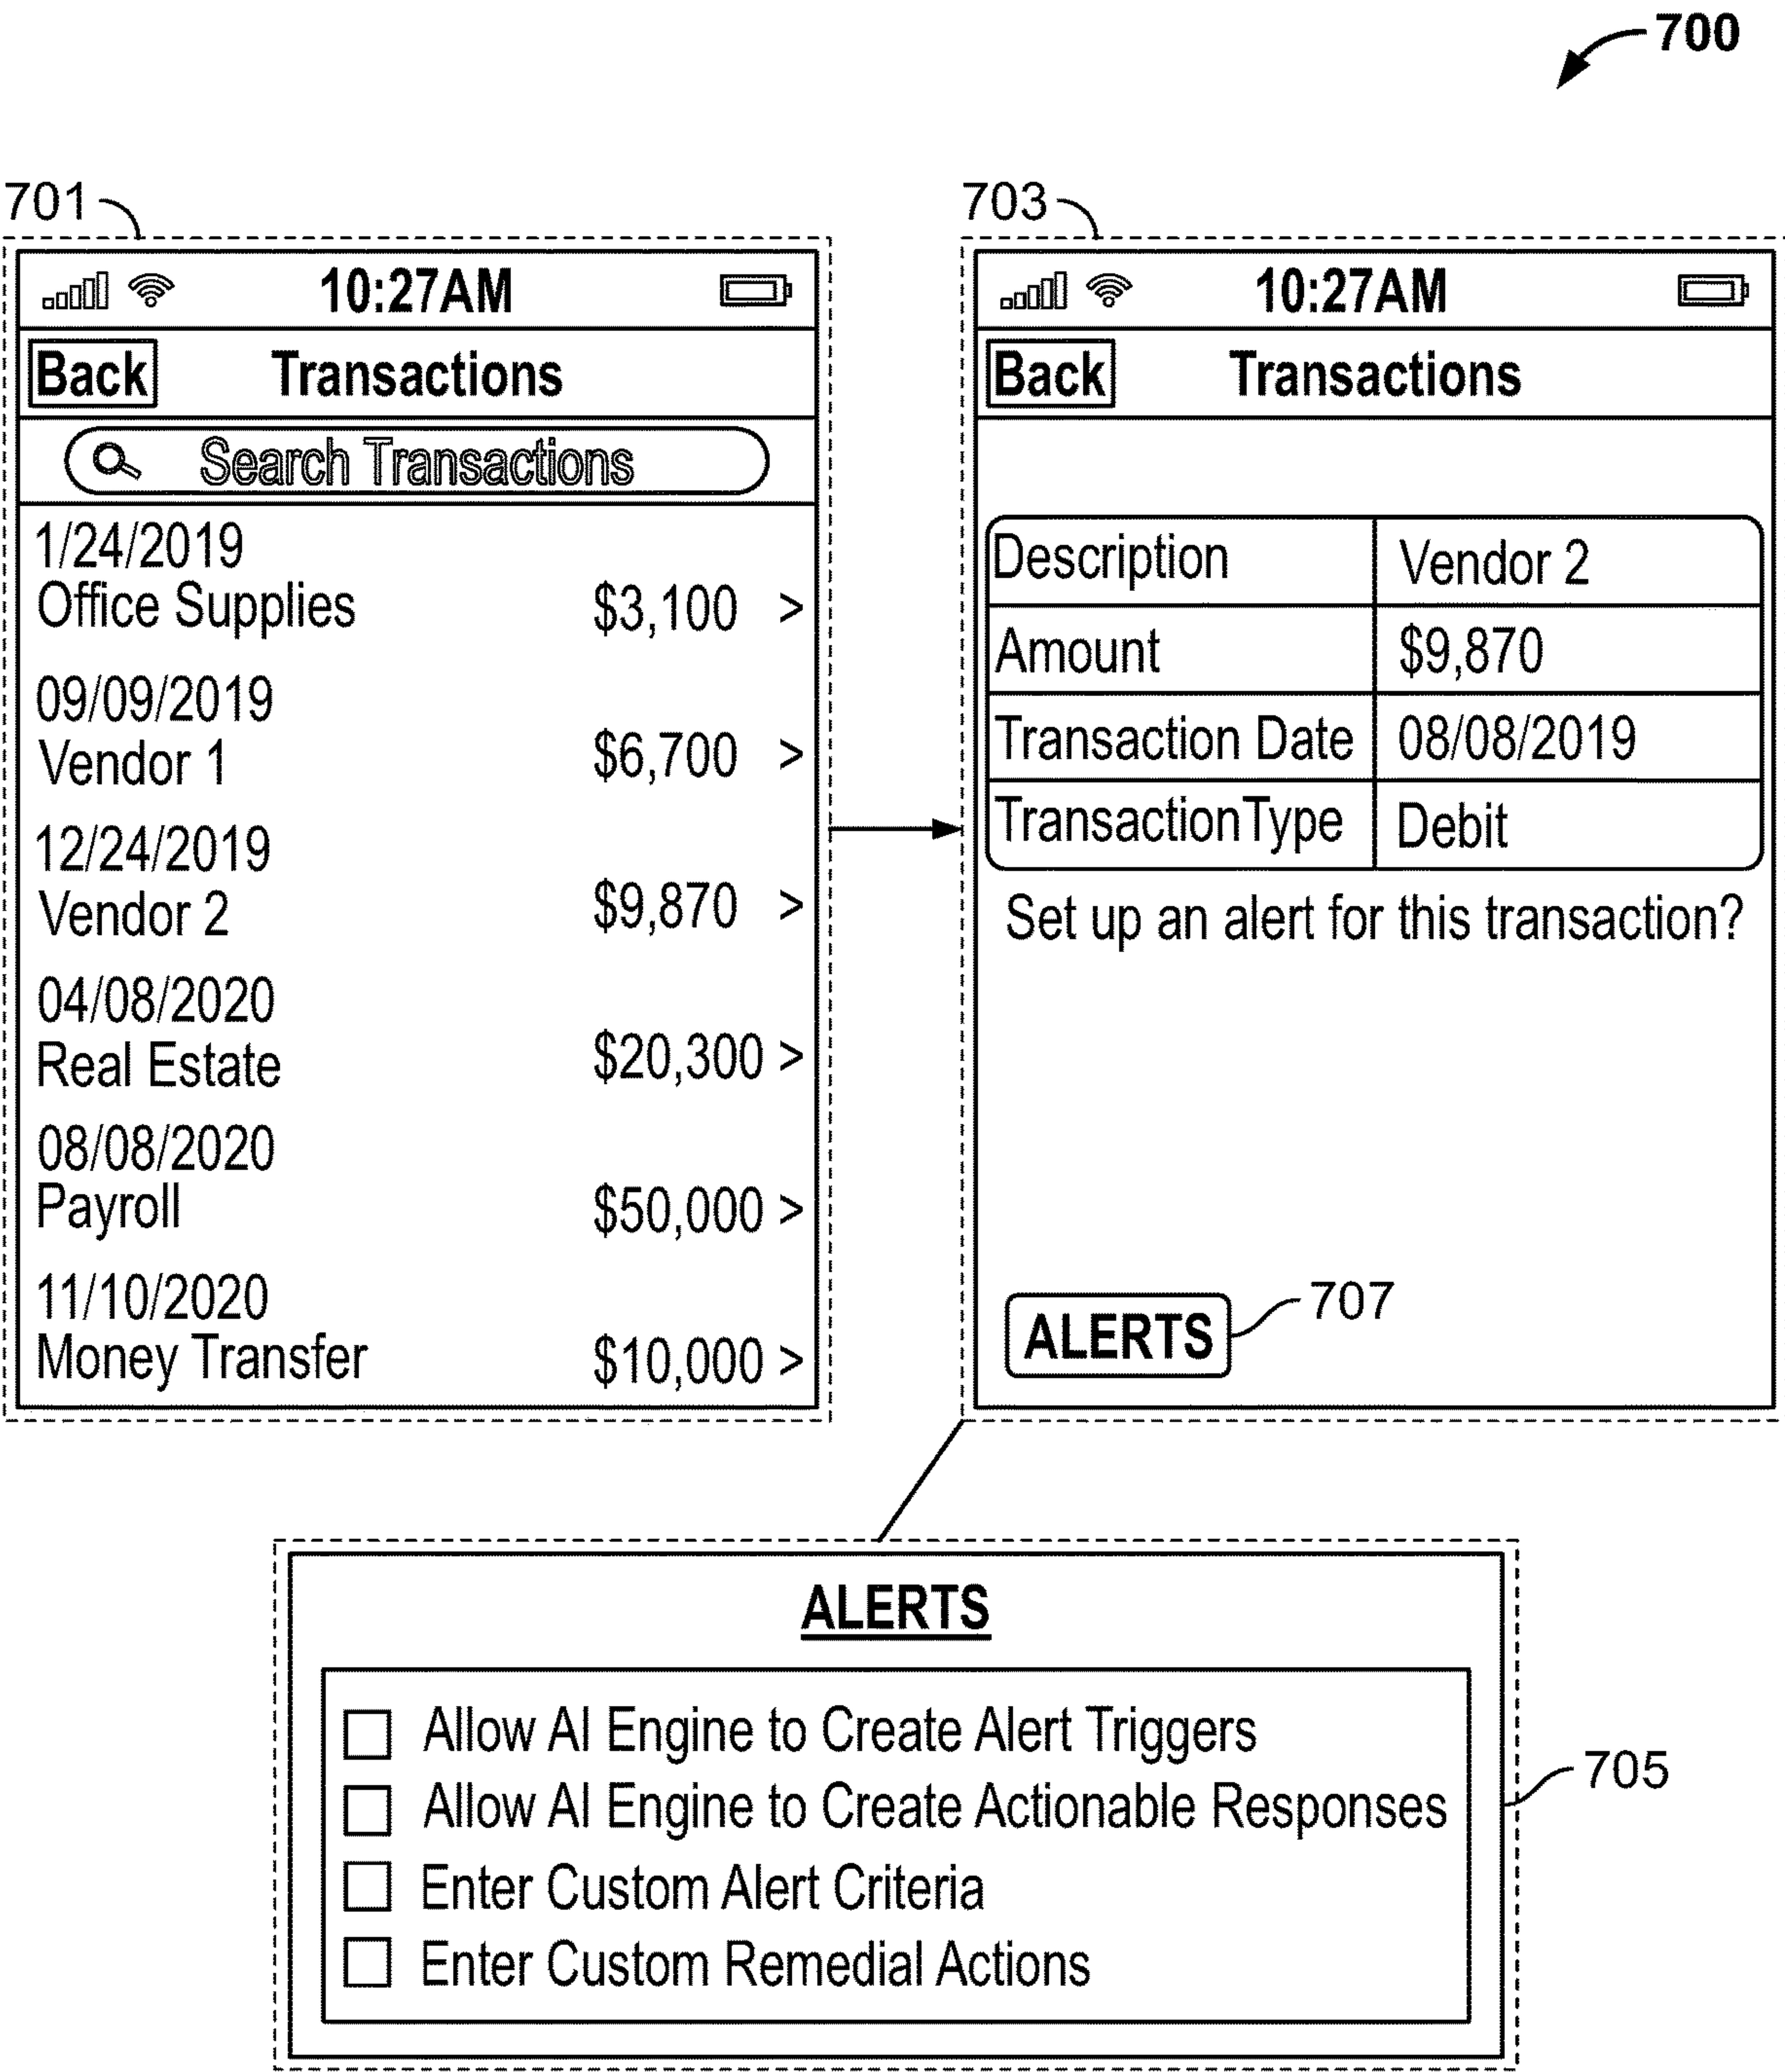 700
701
10:27AM
Back Transactions
Search Transactions
1/24/2019
Office Supplies $3,100 >
09/09/2019
Vendor 1 $6,700 >
12/24/2019
Vendor 2 $9,870 >
04/08/2020
Real Estate $20,300 >
08/08/2020
Payroll $50,000 >
11/10/2020
Money Transfer $10,000 >
703
10:27AM
Back Transactions
Description Vendor 2
Amount $9,870
Transaction Date 08/08/2019
TransactionType Debit
Set up an alert for this transaction?
ALERTS 707
ALERTS
Allow AI Engine to Create Alert Triggers
Allow AI Engine to Create Actionable Responses
Enter Custom Alert Criteria
Enter Custom Remedial Actions
705